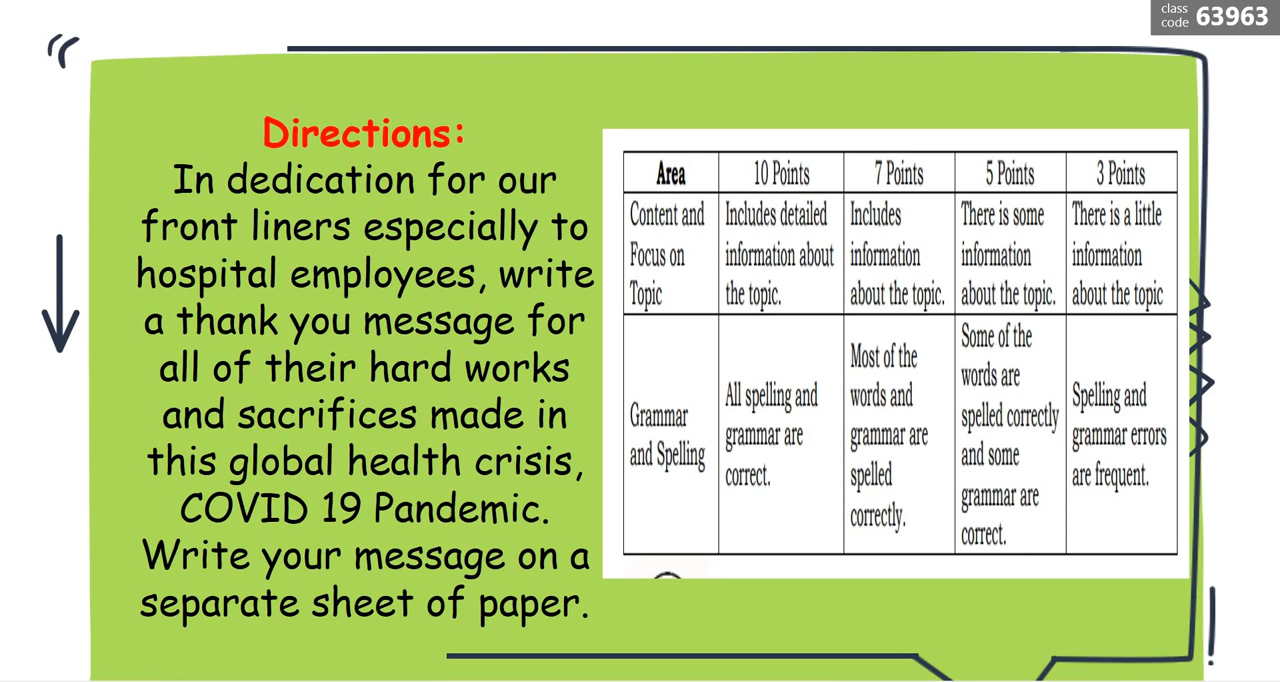 class
code 63963
Directions:
In dedication for our
front liners especially to
hospital employees, write
a thank you message for
all of their hard works
and sacrifices made in
this global health crisis,
COVID 19 Pandemic.
Write your message on a
separate sheet of paper.
Area 10 Points 7 Points 5 Points 3 Points
Content and
Focus on
Topic
Includes detailed
information about
the topic.
Includes
information
about the topic.
There is some
information
about the topic.
There is a little
information
about the topic
Grammar
and Spelling
All spelling and
grammar are
correct.
Most of the
words and
grammar are
spelled
correctly.
Some of the
words are
spelled correctly
and some
grammar are
correct.
Spelling and
grammar errors
are frequent.